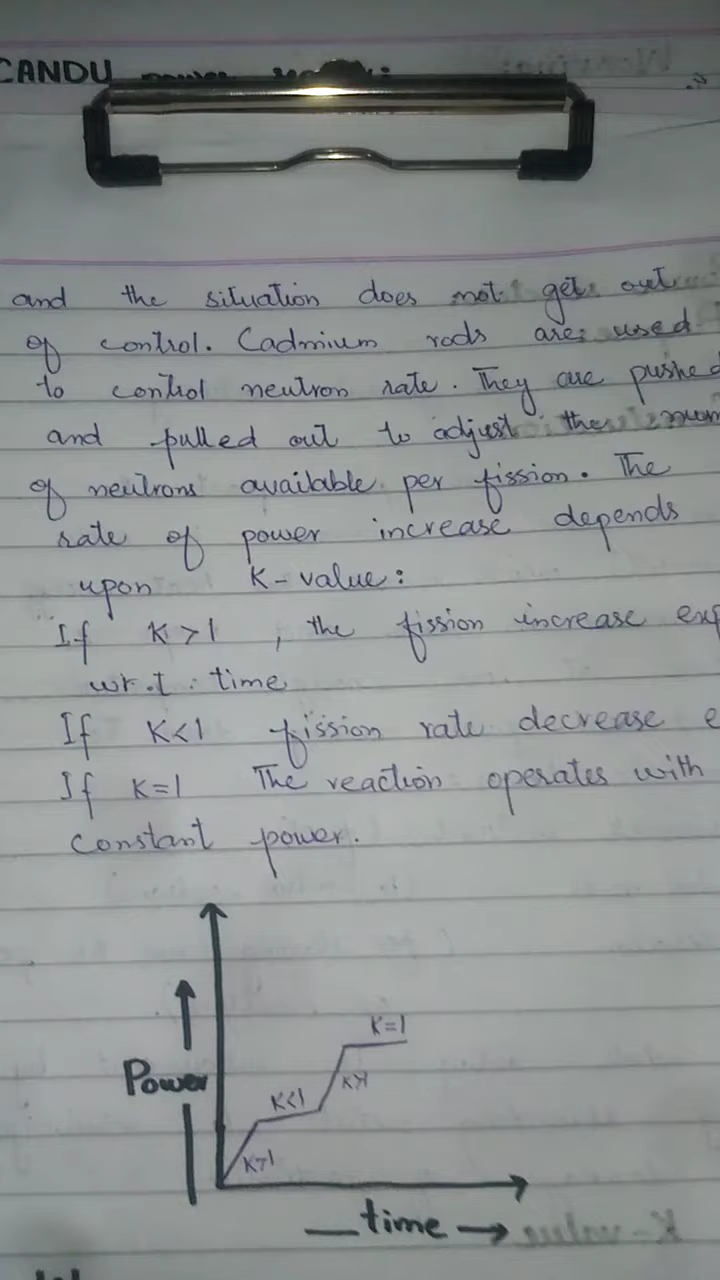 CANDU power
and the situation does not get out
of control. Cadmium rods are used
to control neutron rate. They are pushed
and pulled out to adjust the
of neutrons available per fission. The
rate of power increase depends
upon K-value:
If K>1, the fission increase exp
w.r.t. time
If K<1 fission rate decrease e
If K=1 The reaction operates with
constant power.
K=1
K>1
Power
K<1
K>1
time